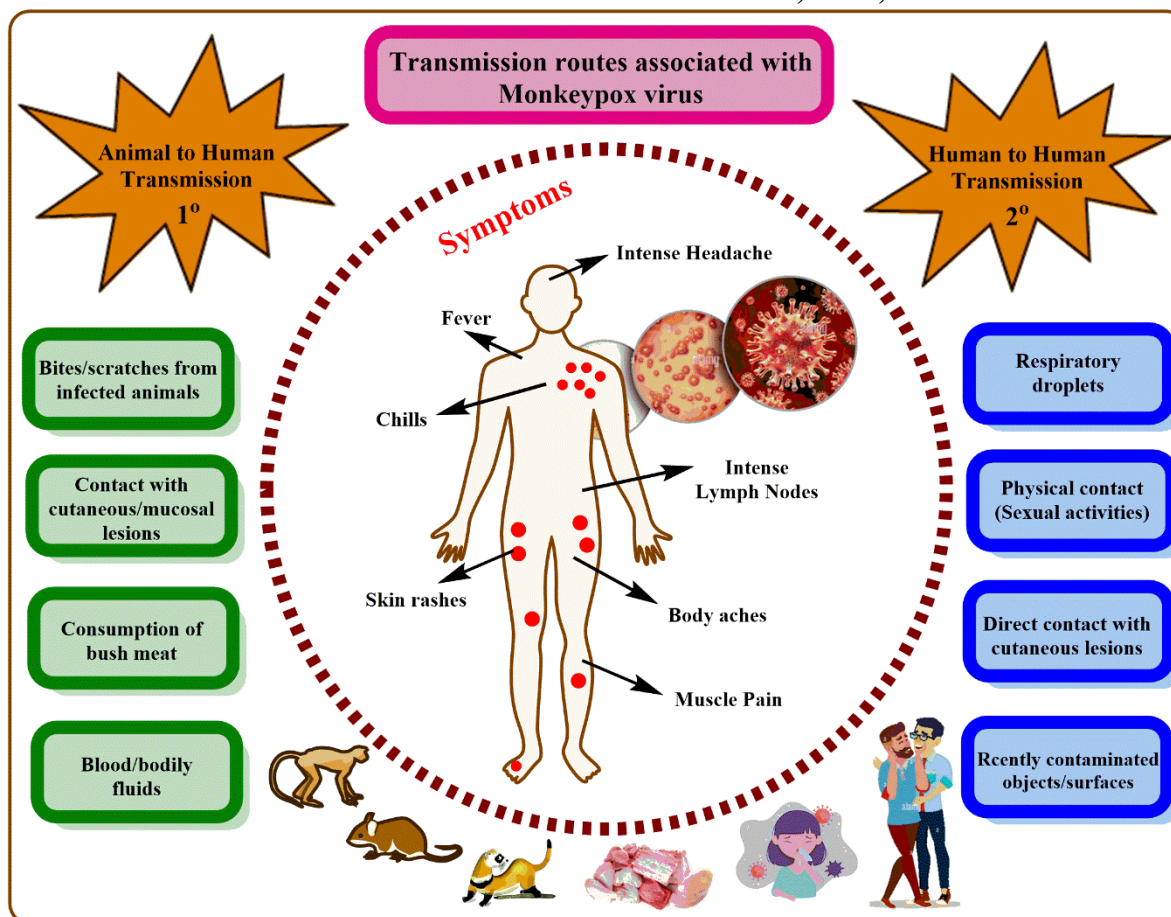 Transmission routes associated with
Monkeypox virus
Animal to Human
Transmission
1º
Human to Human
Transmission
2º
Symptoms
Intense Headache
Fever
Chills
Intense
Lymph Nodes
Skin rashes
Body aches
Muscle Pain
Bites/scratches from
infected animals
Contact with
cutaneous/mucosal
lesions
Consumption of
bush meat
Blood/bodily
fluids
Respiratory
droplets
Physical contact
(Sexual activities)
Direct contact with
cutaneous lesions
Rcently contaminated
objects/surfaces